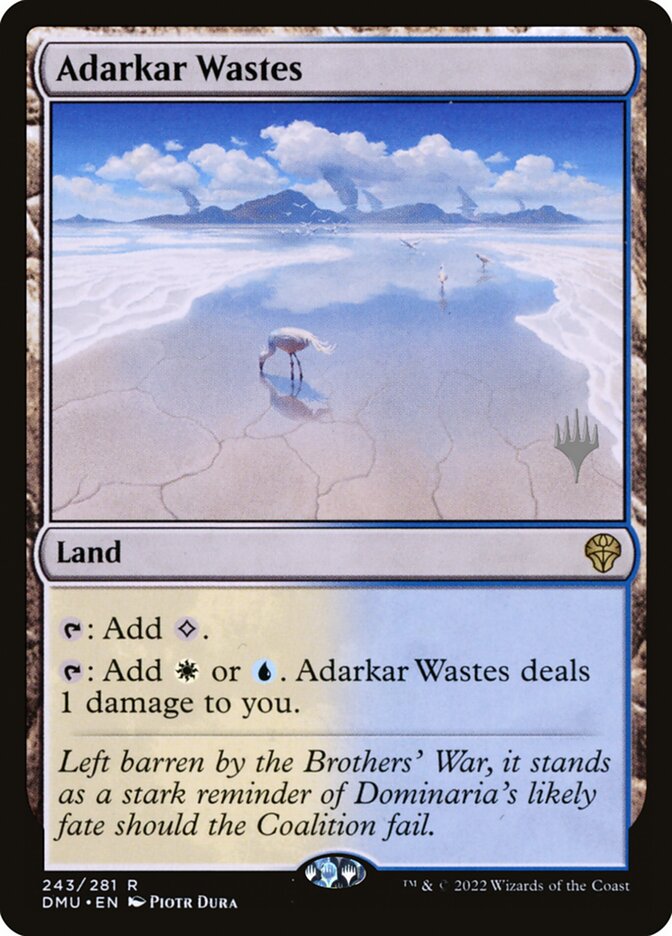 Adarkar Wastes
Land
: Add .
: Add or . Adarkar Wastes deals
1 damage to you.
Left barren by the Brothers' War, it stands
as a stark reminder of Dominaria's likely
fate should the Coalition fail.
243/281 R
DMU • EN Piotr Dura
™ & © 2022 Wizards of the Coast